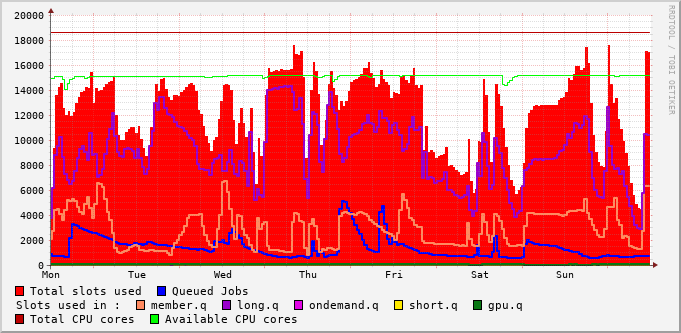 20000
18000
16000
14000
12000
10000
8000
6000
4000
2000
0
Mon Tue Wed Thu Fri Sat Sun
RRDTOOL / TOBI OETIKER
Total slots used Queued Jobs
Slots used in : member.q long.q ondemand.q short.q gpu.q
Total CPU cores Available CPU cores